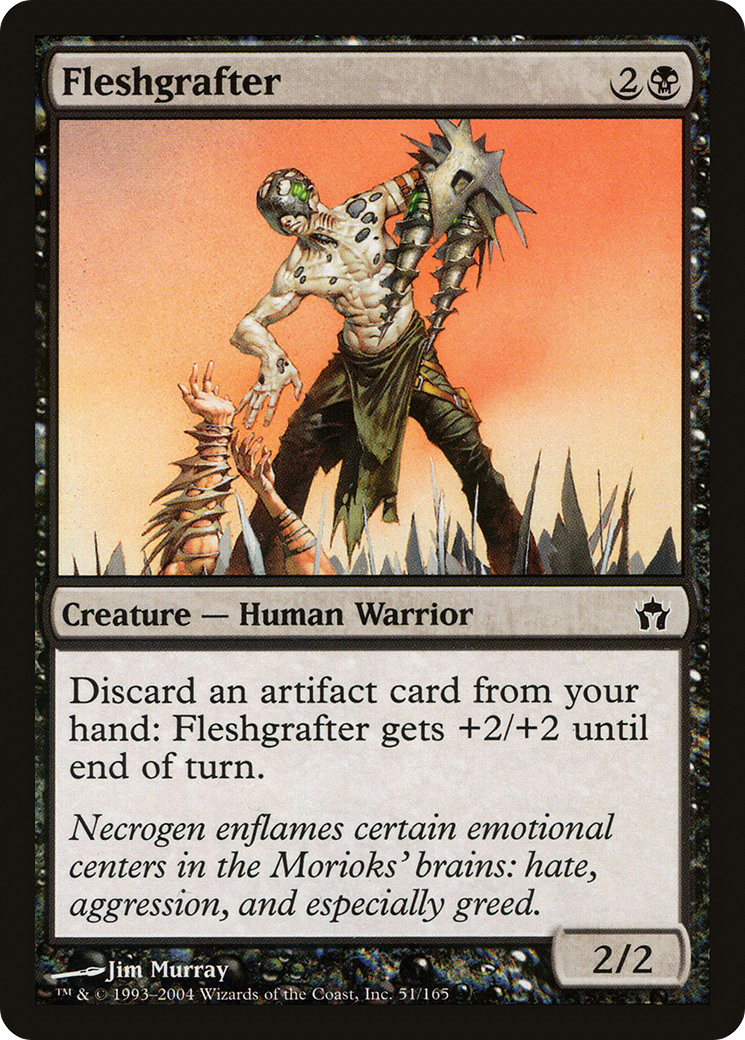 Fleshgrafter 2
Creature — Human Warrior
Discard an artifact card from your
hand: Fleshgrafter gets +2/+2 until
end of turn.
Necrogen enflames certain emotional
centers in the Morioks' brains: hate,
aggression, and especially greed.
2/2
Jim Murray
™ & © 1993–2004 Wizards of the Coast, Inc. 51/165